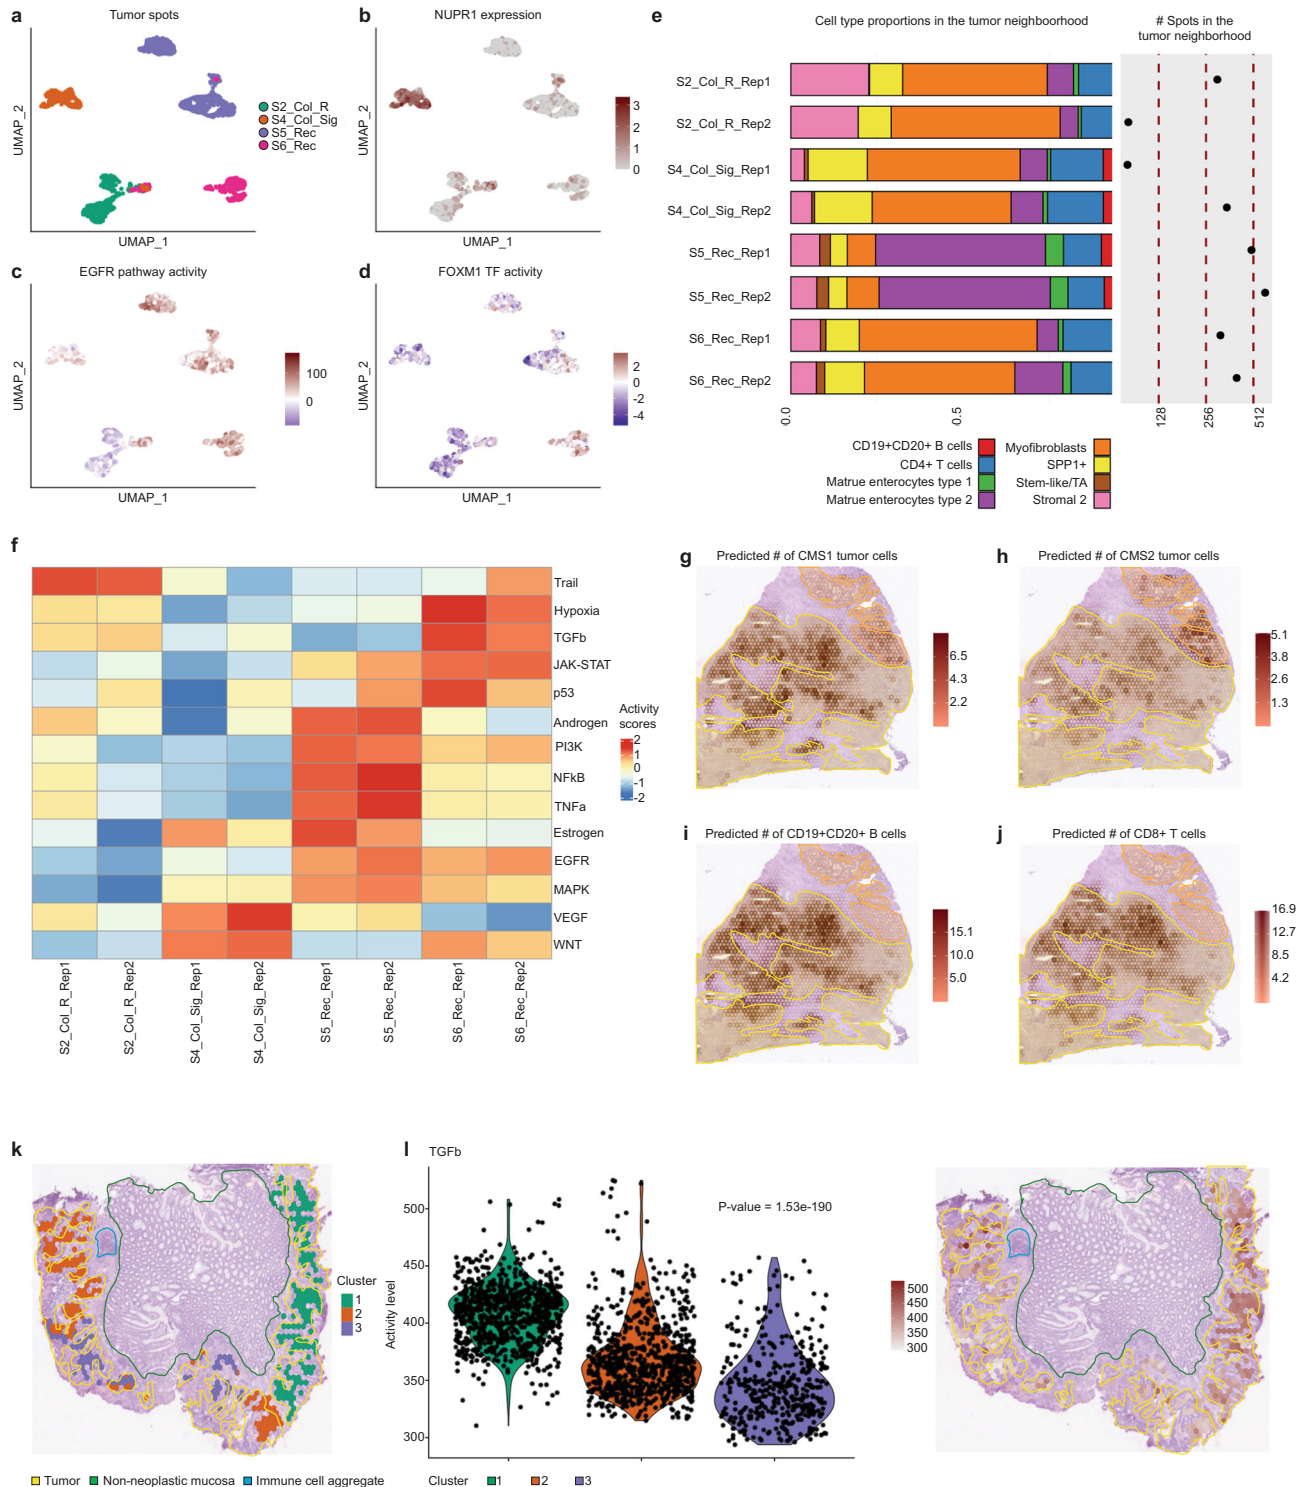 a
Tumor spots
UMAP_2
UMAP_1
S2_Col_R
S4_Col_Sig
S5_Rec
S6_Rec
b
NUPR1 expression
UMAP_2
UMAP_1
3
2
1
0
c
EGFR pathway activity
UMAP_2
UMAP_1
100
0
d
FOXM1 TF activity
UMAP_2
UMAP_1
2
0
-2
-4
e
Cell type proportions in the tumor neighboorhood
# Spots in the
tumor neighborhood
S2_Col_R_Rep1
S2_Col_R_Rep2
S4_Col_Sig_Rep1
S4_Col_Sig_Rep2
S5_Rec_Rep1
S5_Rec_Rep2
S6_Rec_Rep1
S6_Rec_Rep2
0.0
0.5
128
256
512
CD19+CD20+ B cells
CD4+ T cells
Matrue enterocytes type 1
Matrue enterocytes type 2
Myofibroblasts
SPP1+
Stem-like/TA
Stromal 2
f
Trail
Hypoxia
TGFb
JAK-STAT
p53
Androgen
PI3K
NFkB
TNFa
Estrogen
EGFR
MAPK
VEGF
WNT
S2_Col_R_Rep1
S2_Col_R_Rep2
S4_Col_Sig_Rep1
S4_Col_Sig_Rep2
S5_Rec_Rep1
S5_Rec_Rep2
S6_Rec_Rep1
S6_Rec_Rep2
Activity
scores
2
1
0
-1
-2
g
Predicted # of CMS1 tumor cells
6.5
4.3
2.2
h
Predicted # of CMS2 tumor cells
5.1
3.8
2.6
1.3
i
Predicted # of CD19+CD20+ B cells
15.1
10.0
5.0
j
Predicted # of CD8+ T cells
16.9
12.7
8.5
4.2
k
Cluster
1
2
3
Tumor
Non-neoplastic mucosa
Immune cell aggregate
l
TGFb
P-value = 1.53e-190
Activity level
500
450
400
350
300
Cluster
1
2
3
500
450
400
350
300